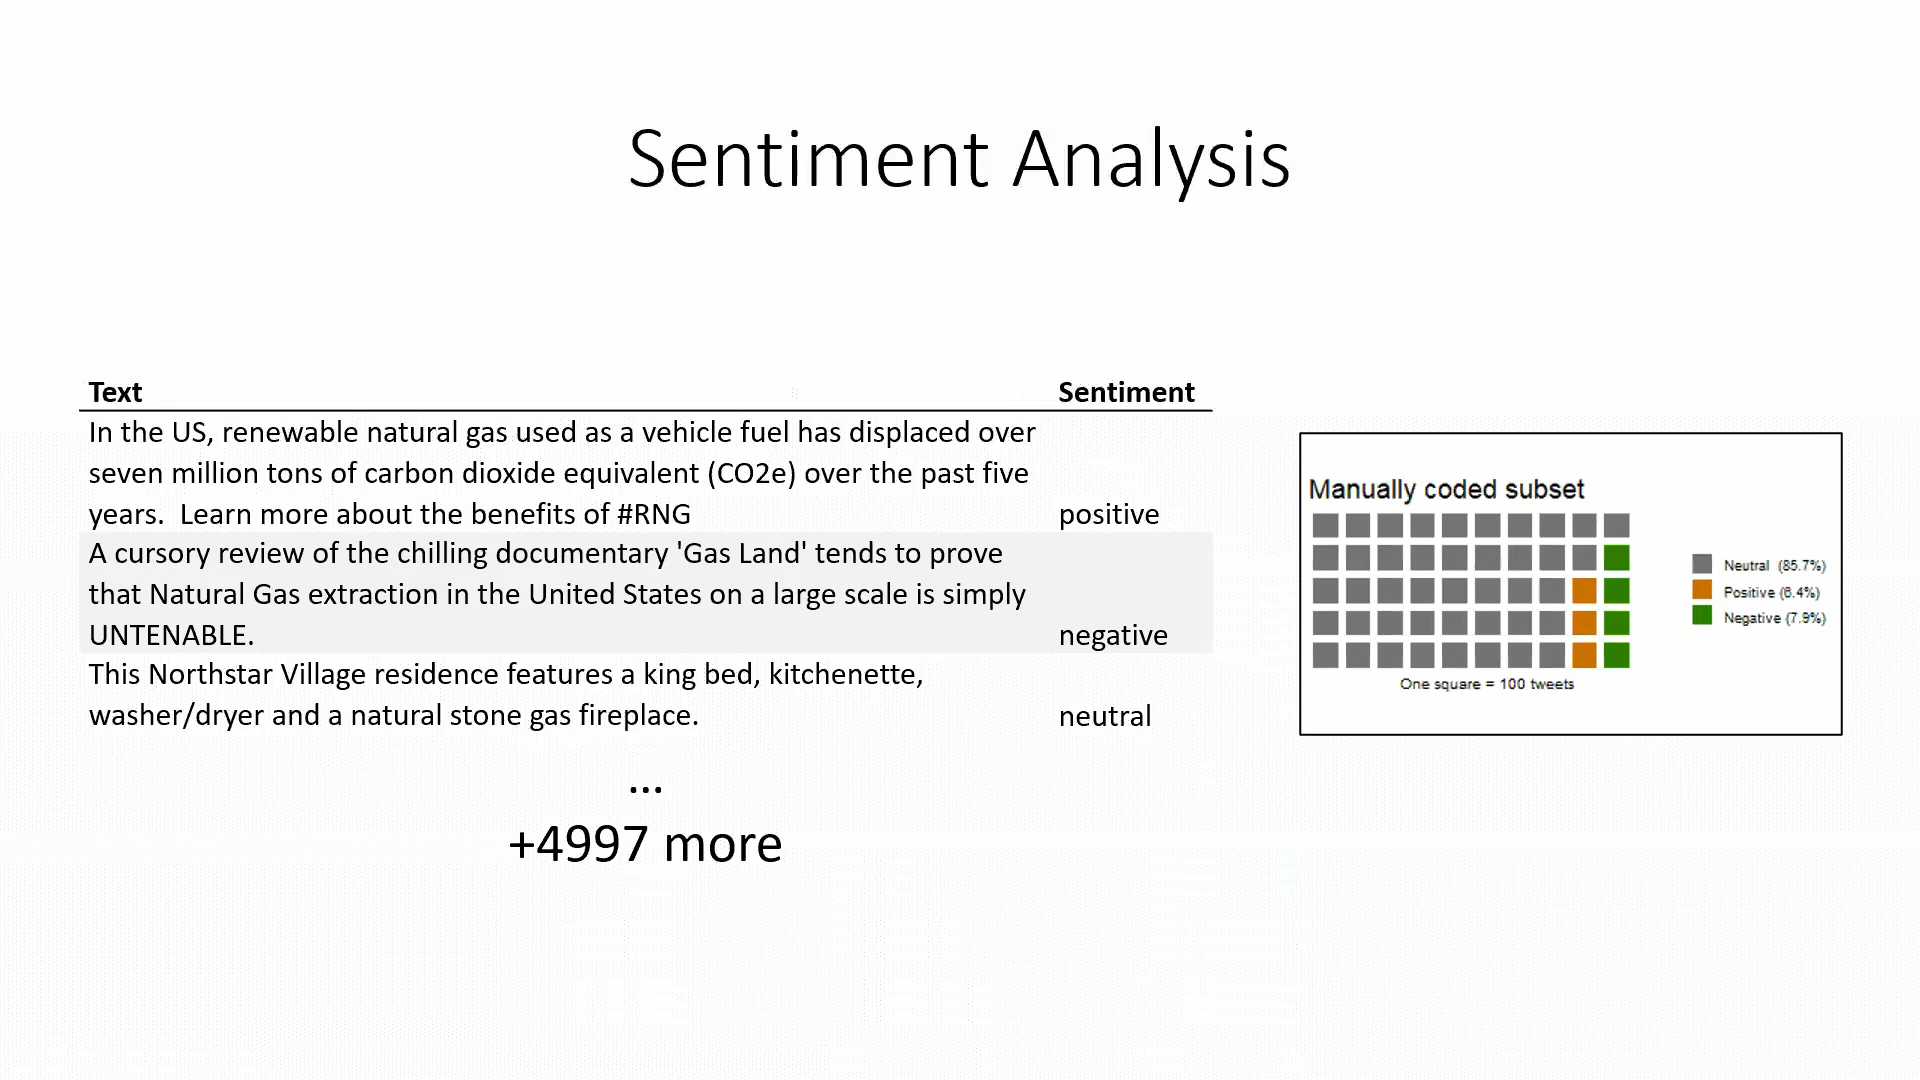 Sentiment Analysis
Text Sentiment
In the US, renewable natural gas used as a vehicle fuel has displaced over
seven million tons of carbon dioxide equivalent (CO2e) over the past five
years.  Learn more about the benefits of #RNG positive
A cursory review of the chilling documentary 'Gas Land' tends to prove
that Natural Gas extraction in the United States on a large scale is simply
UNTENABLE. negative
This Northstar Village residence features a king bed, kitchenette,
washer/dryer and a natural stone gas fireplace. neutral
...
+4997 more
Manually coded subset
Neutral (85.7%)
Positive (6.4%)
Negative (7.9%)
One square = 100 tweets